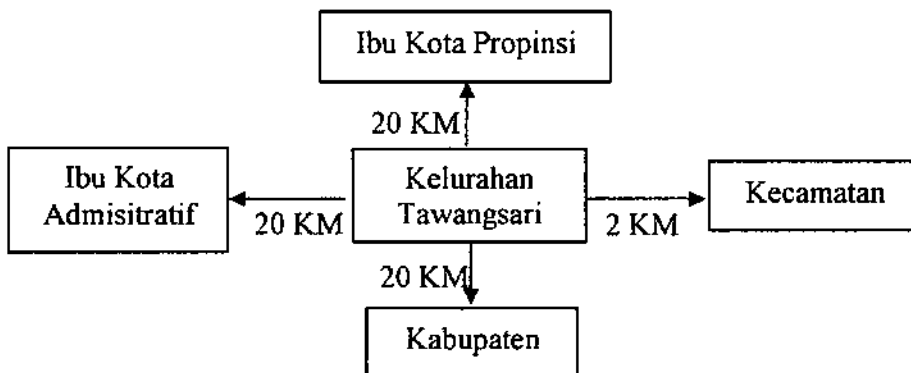 Ibu Kota Propinsi
20 KM
Ibu Kota
Admisitratif
20 KM
Kelurahan
Tawangsari
2 KM
Kecamatan
20 KM
Kabupaten